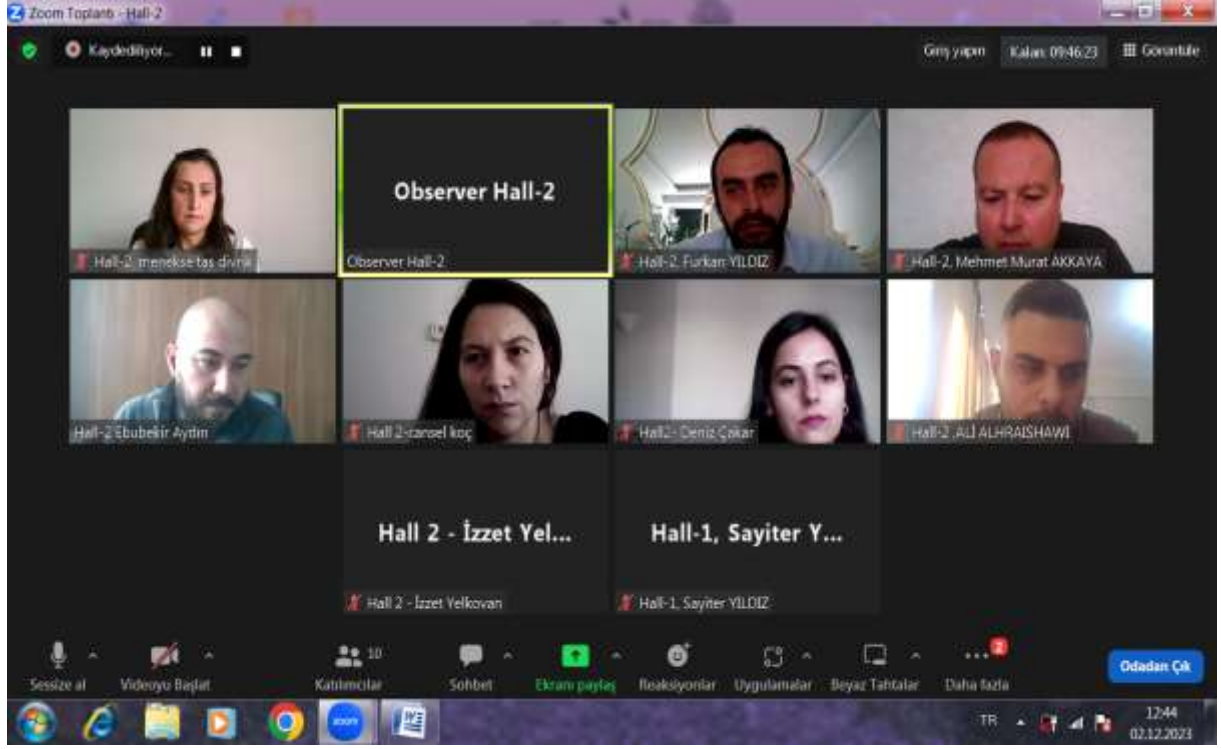 Zoom Toplantı - Hall-2
Kaydediliyor...
Giriş yapın
Kalan: 09:46:23
Görüntüle
Observer Hall-2
Hall-2, menekse tas divrik
Observer Hall-2
Hall-2, Furkan YILDIZ
Hall-2, Mehmet Murat AKKAYA
Hall-2 Ebubekir Aydın
Hall 2-cansel koç
Hall2- Deniz Çakar
Hall-2 ,ALİ ALHRAISHAWI
Hall 2 - İzzet Yel...
Hall-1, Sayiter Y...
Hall 2 - İzzet Yelkovan
Hall-1, Sayiter YILDIZ
10
2
Sessize al
Videoyu Başlat
Katılımcılar
Sohbet
Ekranı paylaş
Reaksiyonlar
Uygulamalar
Beyaz Tahtalar
Daha fazla
Odadan Çık
zoom
TR
12:44
02.12.2023